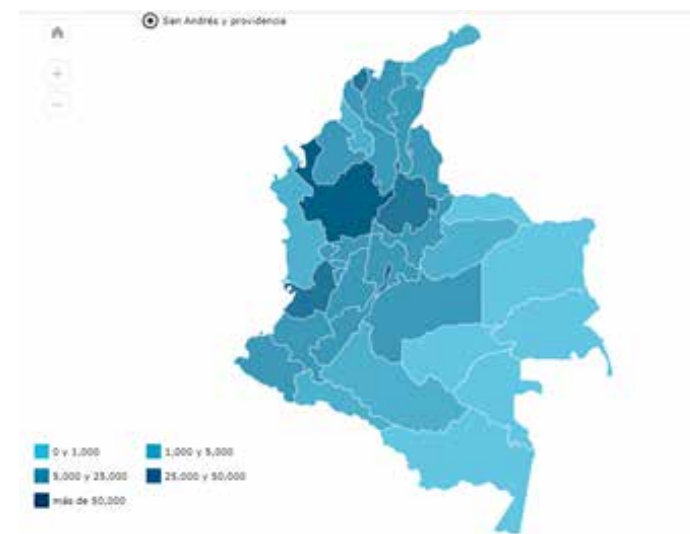 San Andrés y providencia
+
-
0 y 1,000
1,000 y 5,000
5,000 y 25,000
25,000 y 50,000
más de 50,000